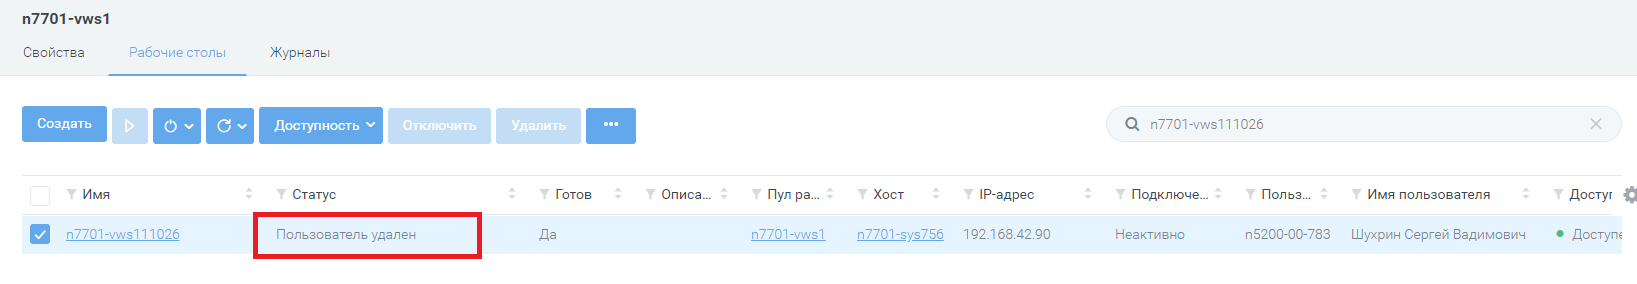 n7701-vws1
Свойства Рабочие столы Журналы
Создать Доступность Отключить Удалить ••• n7701-vws111026
Имя Статус Готов Описа... Пул ра... Хост IP-адрес Подключе... Польз... Имя пользователя Доступ
n7701-vws111026 Пользователь удален Да n7701-vws1 n7701-sys756 192.168.42.90 Неактивно n5200-00-783 Шухрин Сергей Вадимович Доступе